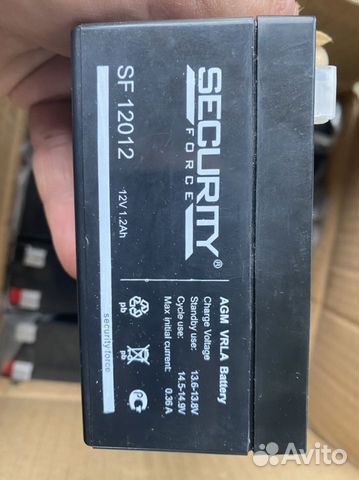 SECURITY®
FORCE
SF 12012
12V 1.2Ah
security force
AGM VRLA Battery
Charge Voltage
Standby use: 13.6-13.8V
Cycle use: 14.5-14.9V
Max initial current: 0.36 A
Pb
Pb
Avito